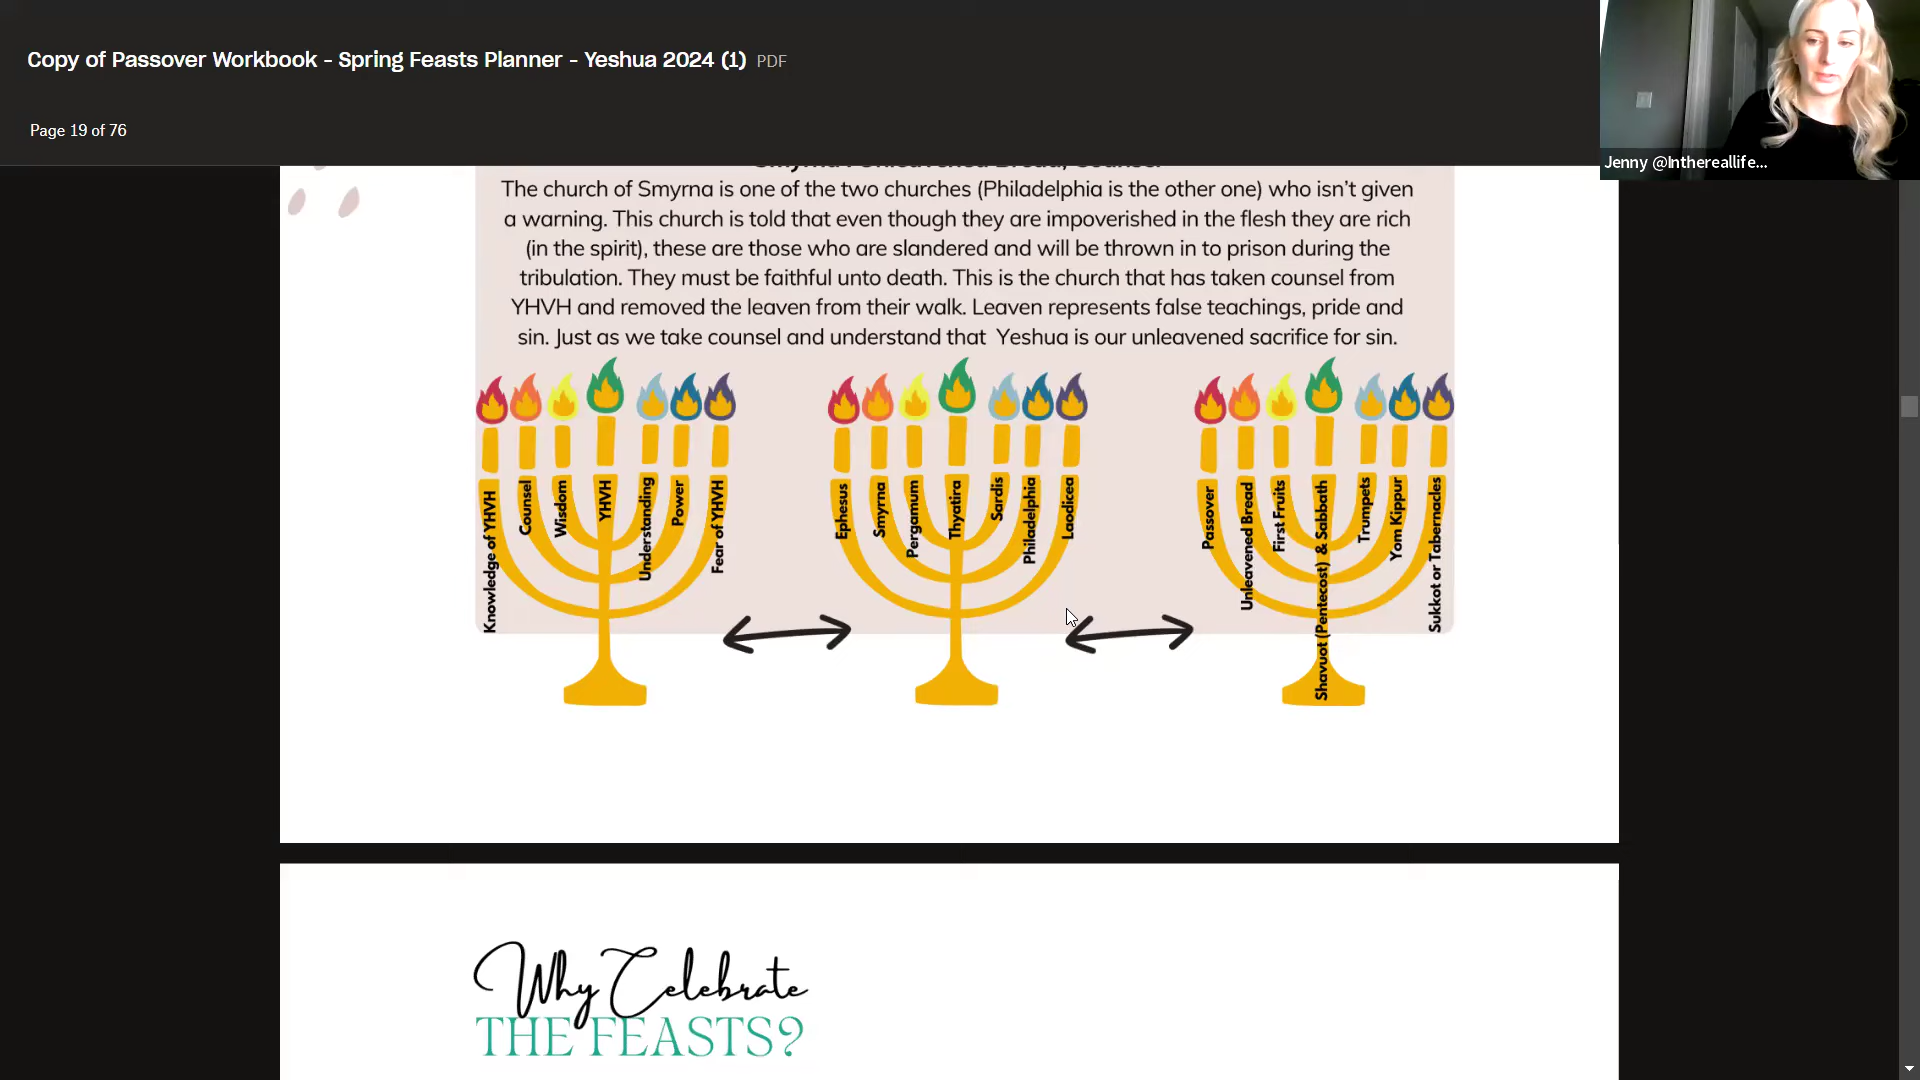 Copy of Passover Workbook - Spring Feasts Planner - Yeshua 2024 (1) PDF
Page 19 of 76
Jenny @Inthereallife...
The church of Smyrna is one of the two churches (Philadelphia is the other one) who isn't given
a warning. This church is told that even though they are impoverished in the flesh they are rich
(in the spirit), these are those who are slandered and will be thrown in to prison during the
tribulation. They must be faithful unto death. This is the church that has taken counsel from
YHVH and removed the leaven from their walk. Leaven represents false teachings, pride and
sin. Just as we take counsel and understand that Yeshua is our unleavened sacrifice for sin.
Knowledge of YHVH
Counsel
Wisdom
YHVH
Understanding
Power
Fear of YHVH
Ephesus
Smyrna
Pergamum
Thyatira
Sardis
Philadelphia
Laodicea
Passover
Unleavened Bread
First Fruits
Shavuot (Pentecost) & Sabbath
Trumpets
Yom Kippur
Sukkot or Tabernacles
Why Celebrate
THE FEASTS?